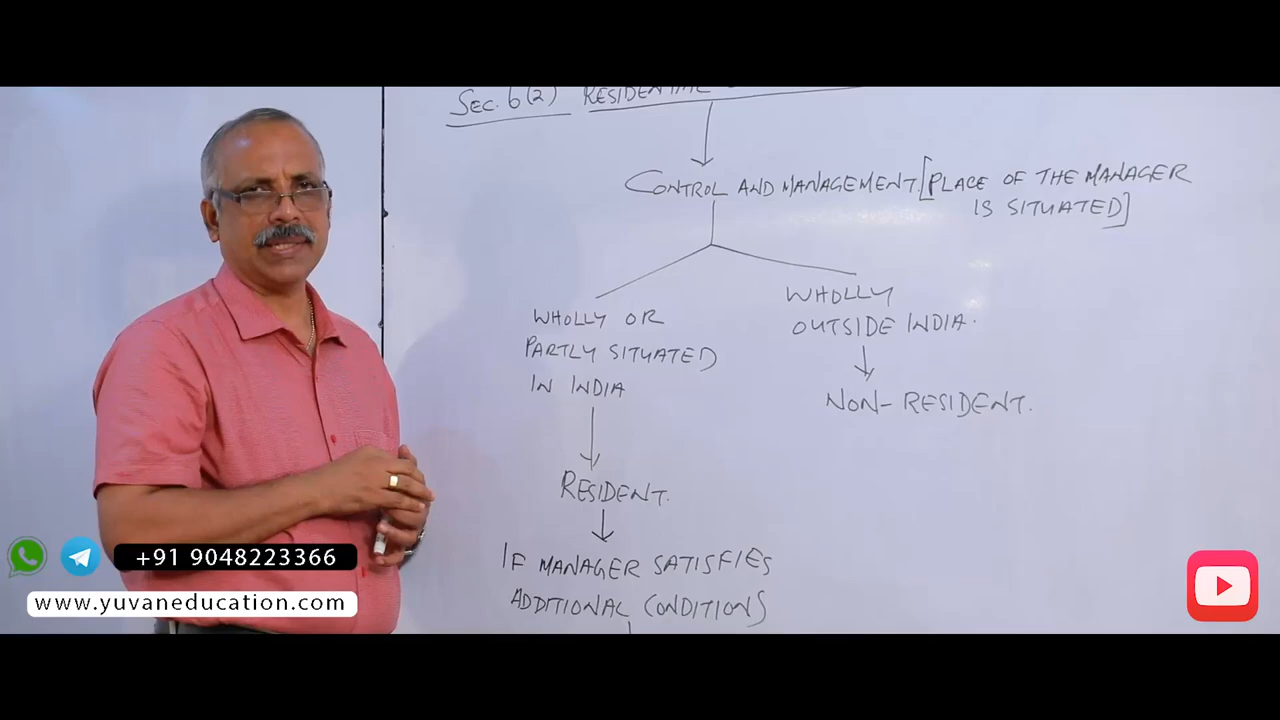 SEC. 6(2) RESIDENTIAL
CONTROL AND MANAGEMENT [PLACE OF THE MANAGER
IS SITUATED]
WHOLLY OR
PARTLY SITUATED
IN INDIA
WHOLLY
OUTSIDE INDIA.
NON-RESIDENT.
RESIDENT.
IF MANAGER SATISFIES
ADDITIONAL CONDITIONS
+91 9048223366
www.yuvaneducation.com